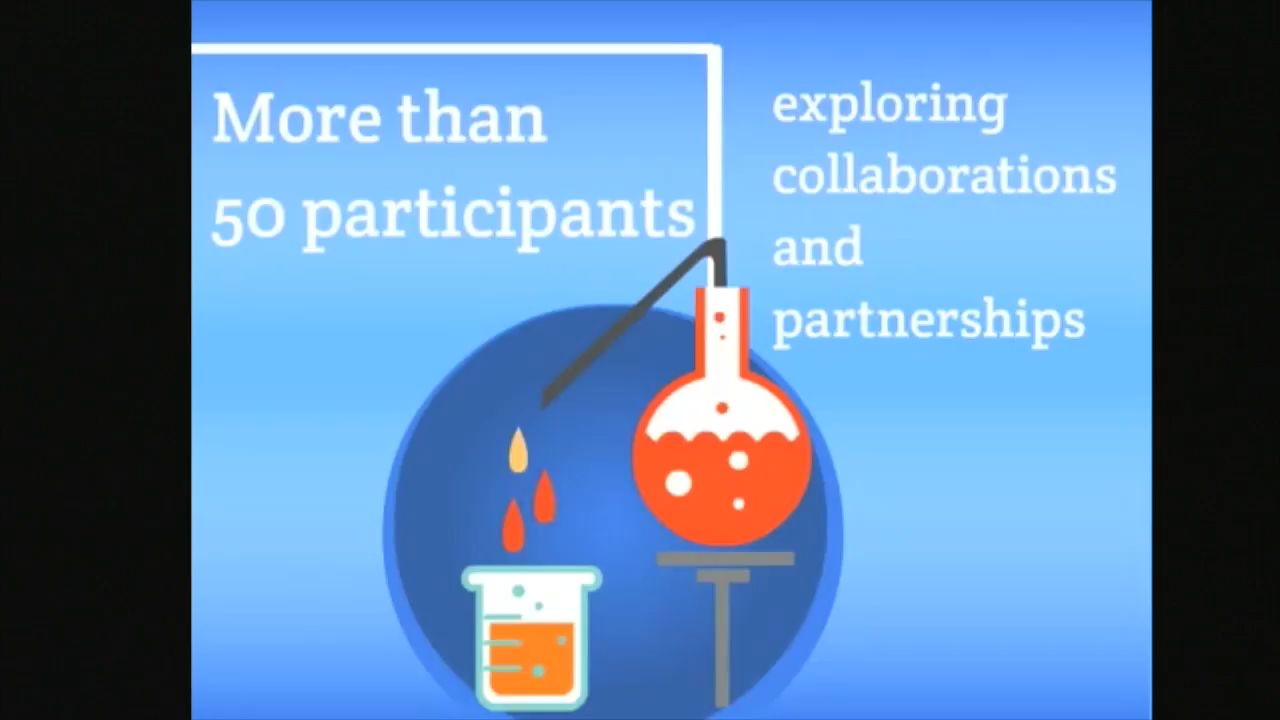 More than
50 participants
exploring
collaborations
and
partnerships